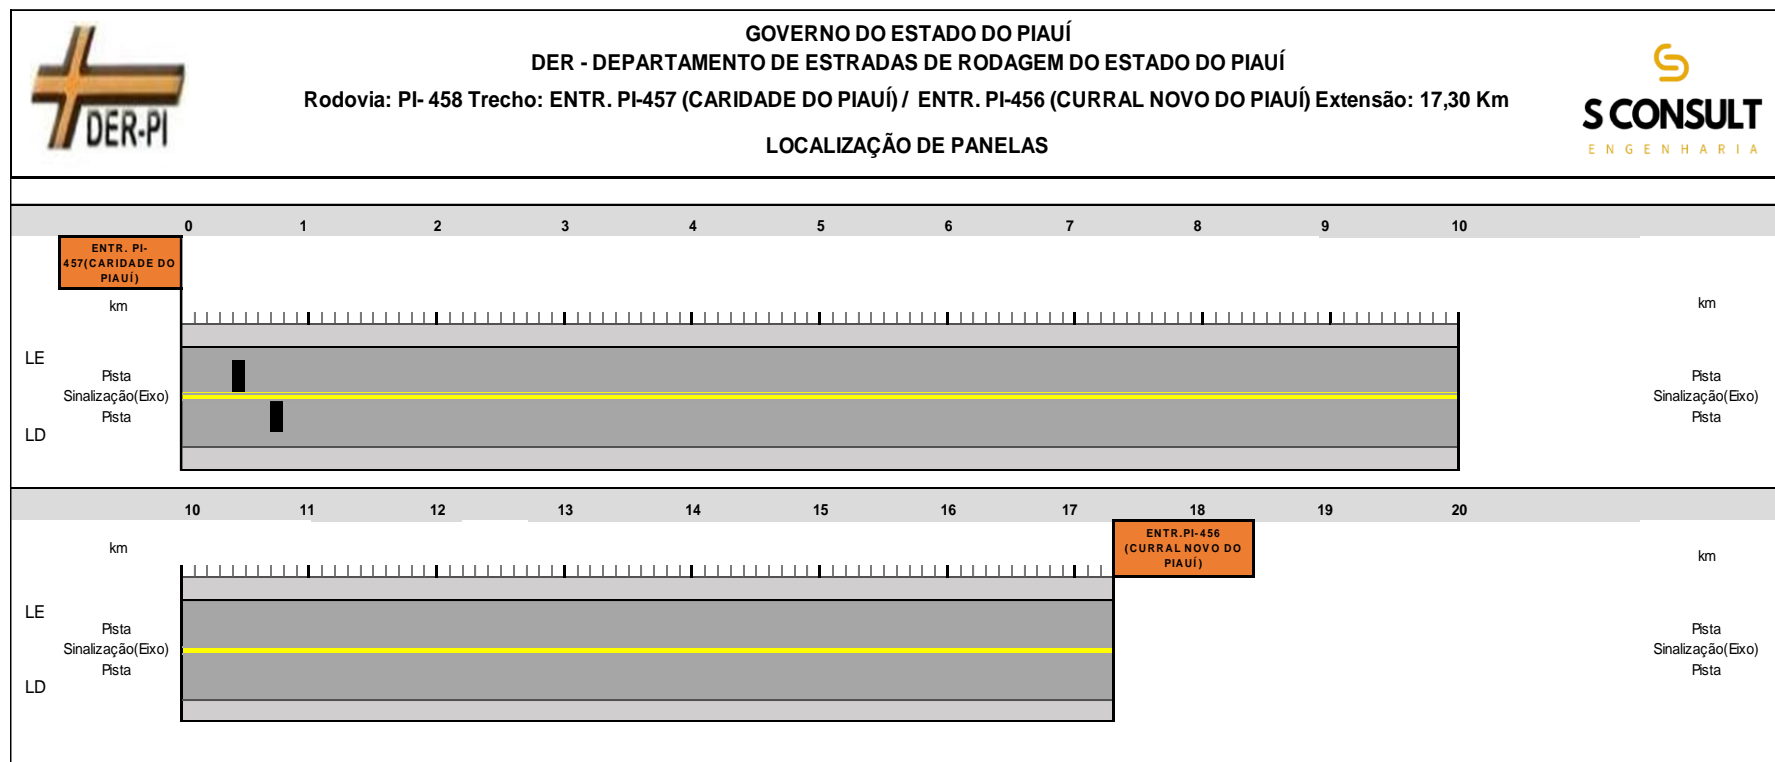 GOVERNO DO ESTADO DO PIAUÍ
DER - DEPARTAMENTO DE ESTRADAS DE RODAGEM DO ESTADO DO PIAUÍ
Rodovia: PI- 458 Trecho: ENTR. PI-457 (CARIDADE DO PIAUÍ) / ENTR. PI-456 (CURRAL NOVO DO PIAUÍ) Extensão: 17,30 Km
LOCALIZAÇÃO DE PANELAS
DER-PI
S CONSULT
ENGENHARIA
0 1 2 3 4 5 6 7 8 9 10
ENTR. PI-
457(CARIDADE DO
PIAUÍ)
km km
LE
Pista Pista
Sinalização(Eixo) Sinalização(Eixo)
Pista Pista
LD
10 11 12 13 14 15 16 17 18 19 20
ENTR.PI-456
(CURRAL NOVO DO
PIAUÍ)
km km
LE
Pista Pista
Sinalização(Eixo) Sinalização(Eixo)
Pista Pista
LD